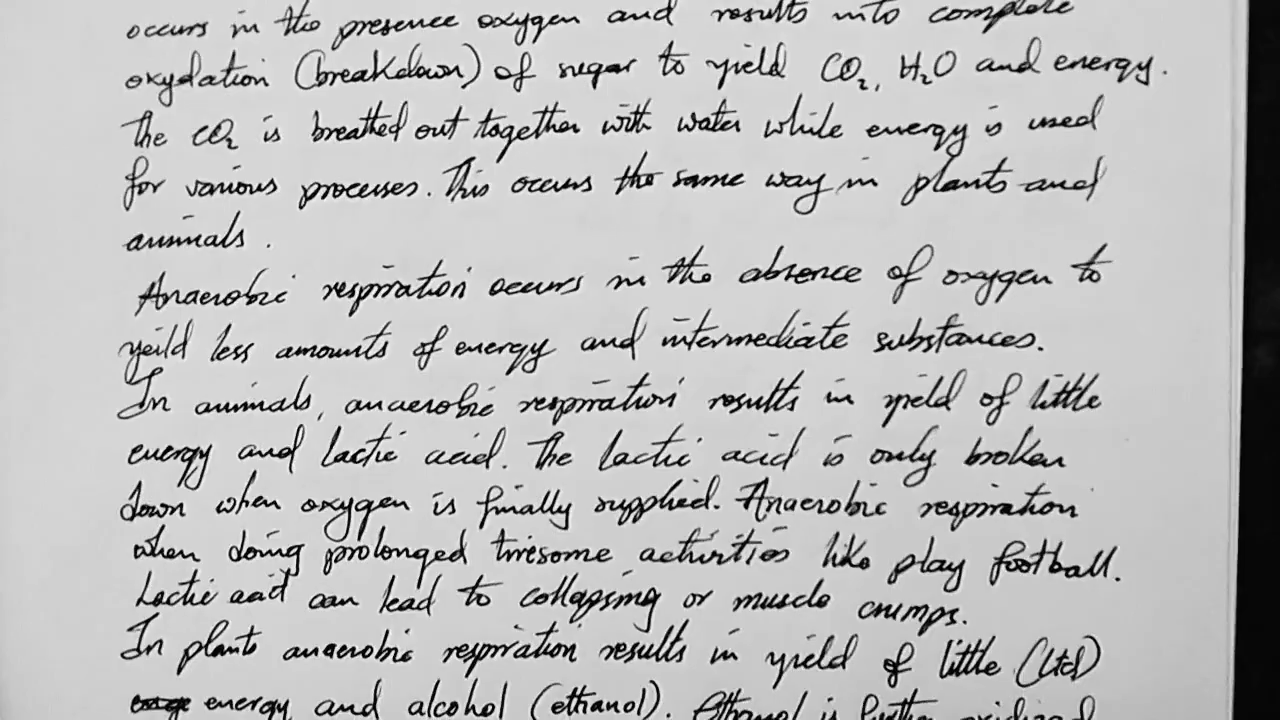 occurs in the presence oxygen and results into complete
oxydation (breakdown) of sugar to yield CO₂, H₂O and energy.
The CO₂ is breathed out together with water while energy is used
for various processes. This occurs the same way in plants and
animals.
Anaerobic respiration occurs in the absence of oxygen to
yeild less amounts of energy and intermediate substances.
In animals, anaerobic respiration results in yield of little
energy and lactic acid. The lactic acid is only broken
down when oxygen is finally supplied. Anaerobic respiration
when doing prolonged tiresome activities like play football.
Lactic acid can lead to collapsing or muscle crumps.
In plants anaerobic respiration results in yield of little (Ltd)
energy and alcohol (ethanol). Ethanol is further oxidized